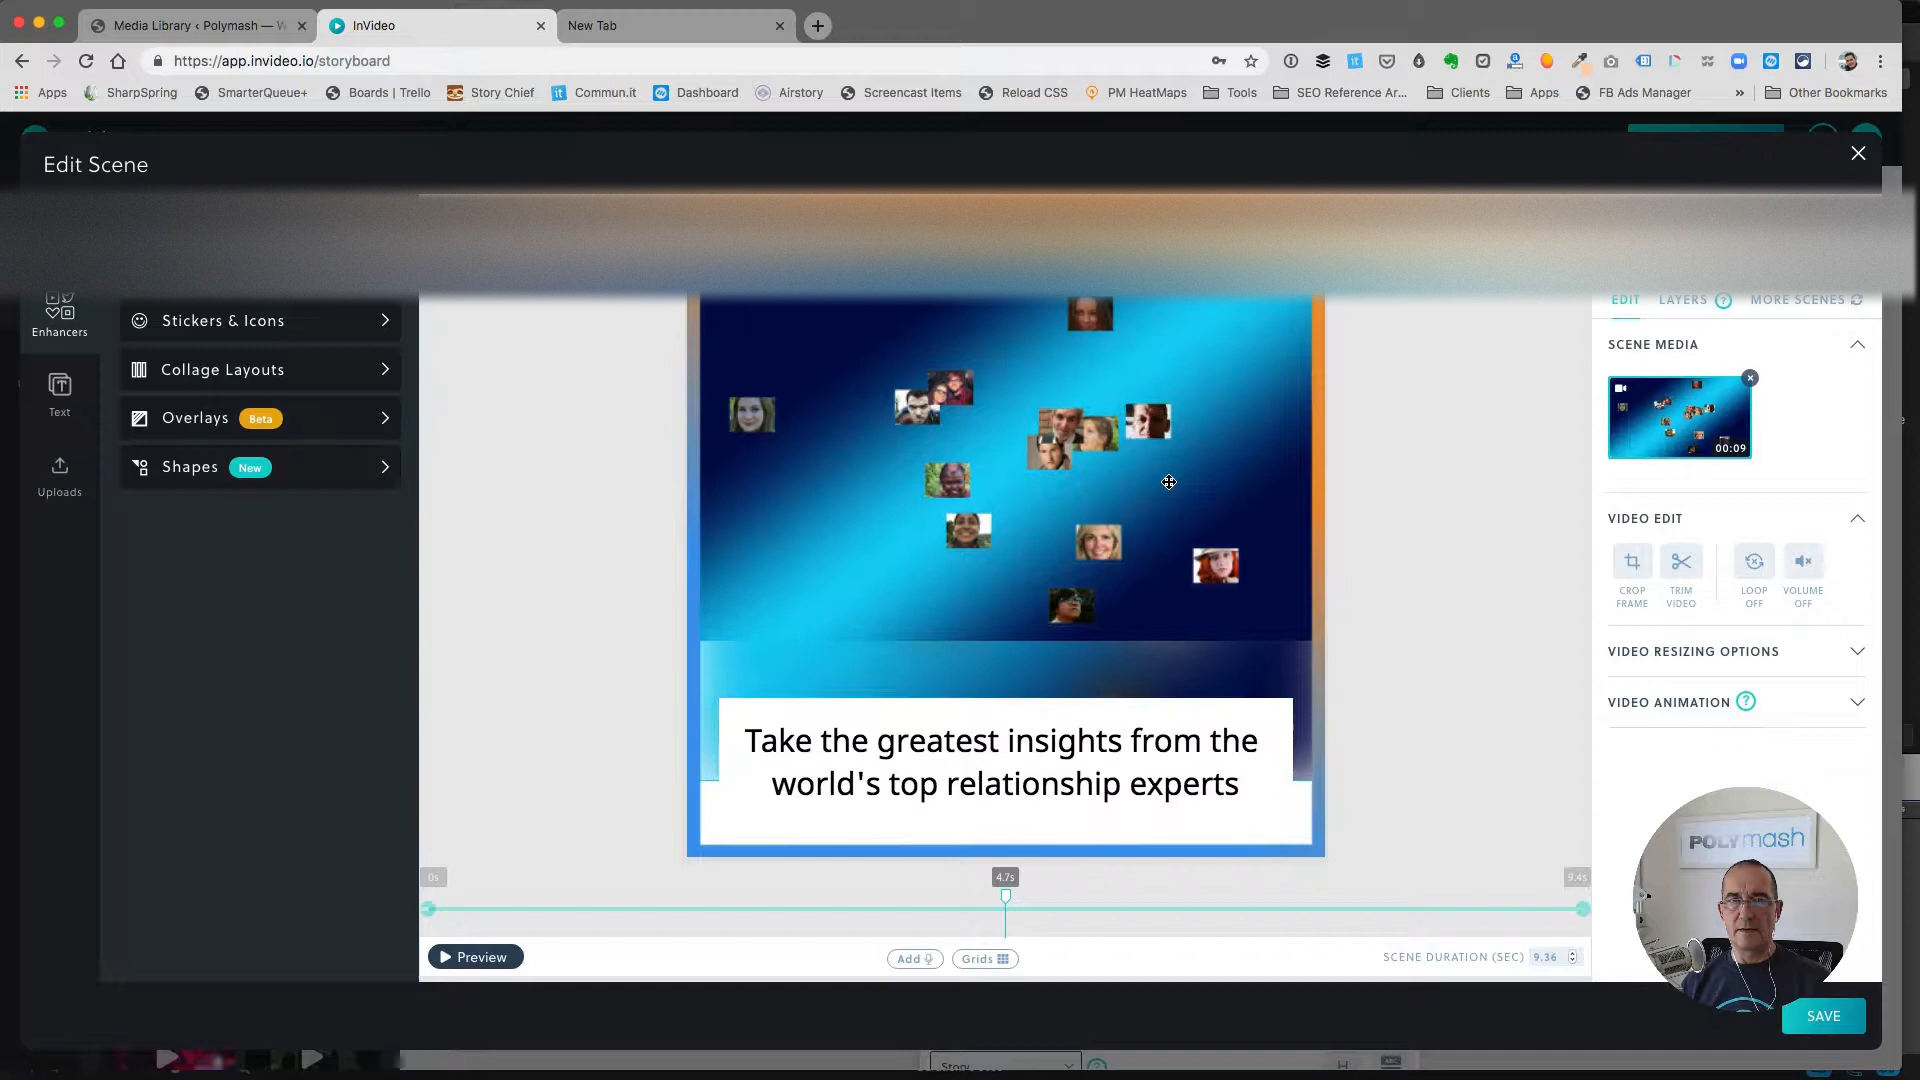 Media Library ‹ Polymash — W
InVideo
New Tab
https://app.invideo.io/storyboard
Apps
SharpSpring
SmarterQueue+
Boards | Trello
Story Chief
Commun.it
Dashboard
Airstory
Screencast Items
Reload CSS
PM HeatMaps
Tools
SEO Reference Ar...
Clients
Apps
FB Ads Manager
»
Other Bookmarks
Edit Scene
Enhancers
Text
Uploads
Stickers & Icons
Collage Layouts
Overlays Beta
Shapes New
EDIT LAYERS ? MORE SCENES
SCENE MEDIA
00:09
VIDEO EDIT
CROP FRAME
TRIM VIDEO
LOOP OFF
VOLUME OFF
VIDEO RESIZING OPTIONS
VIDEO ANIMATION ?
Take the greatest insights from the
world's top relationship experts
0s
4.7s
9.4s
Preview
Add
Grids
SCENE DURATION (SEC) 9.36
POLYmash
SAVE
Story